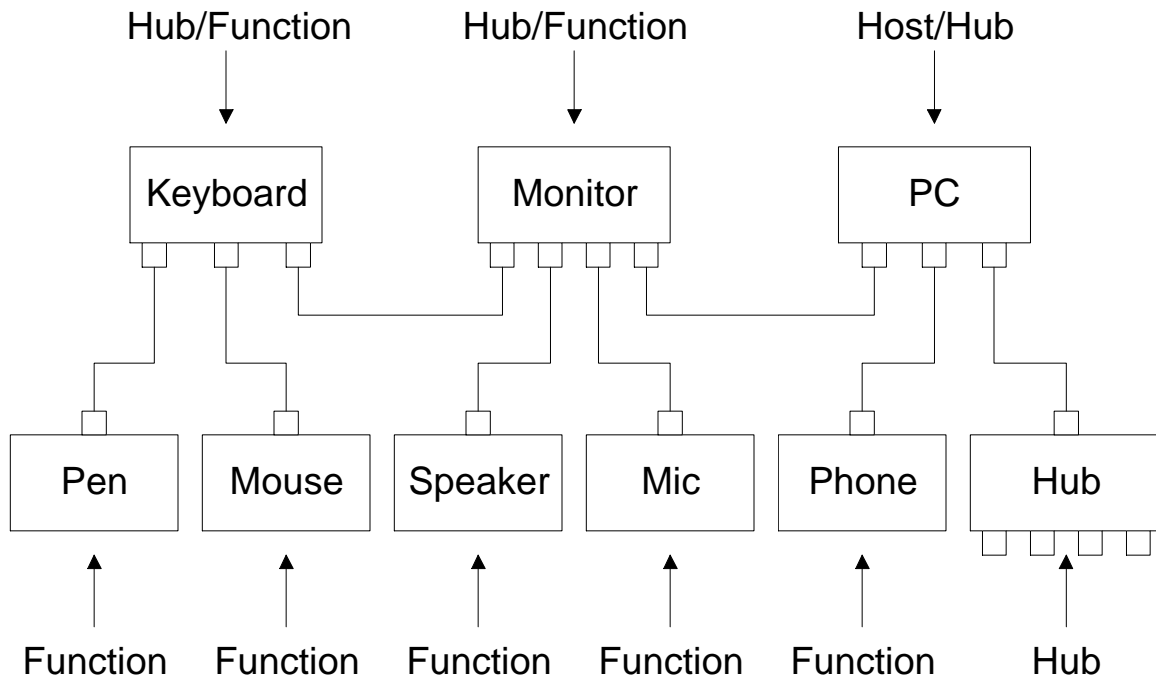 Hub/Function Hub/Function Host/Hub
Keyboard Monitor PC
Pen Mouse Speaker Mic Phone Hub
Function Function Function Function Function Hub